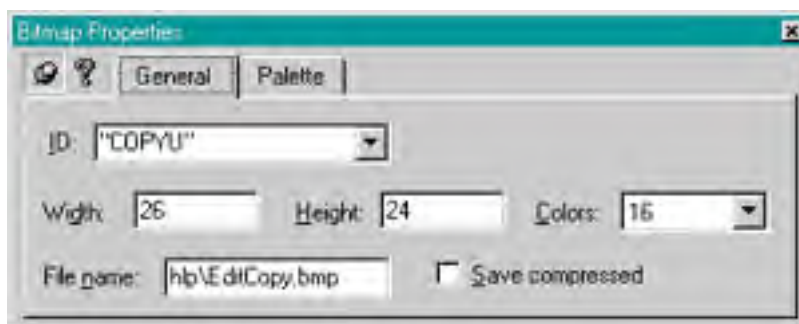 Bitmap Properties
General Palette
ID: "COPYU"
Width: 26 Height: 24 Colors: 16
File name: hlp\EditCopy.bmp Save compressed